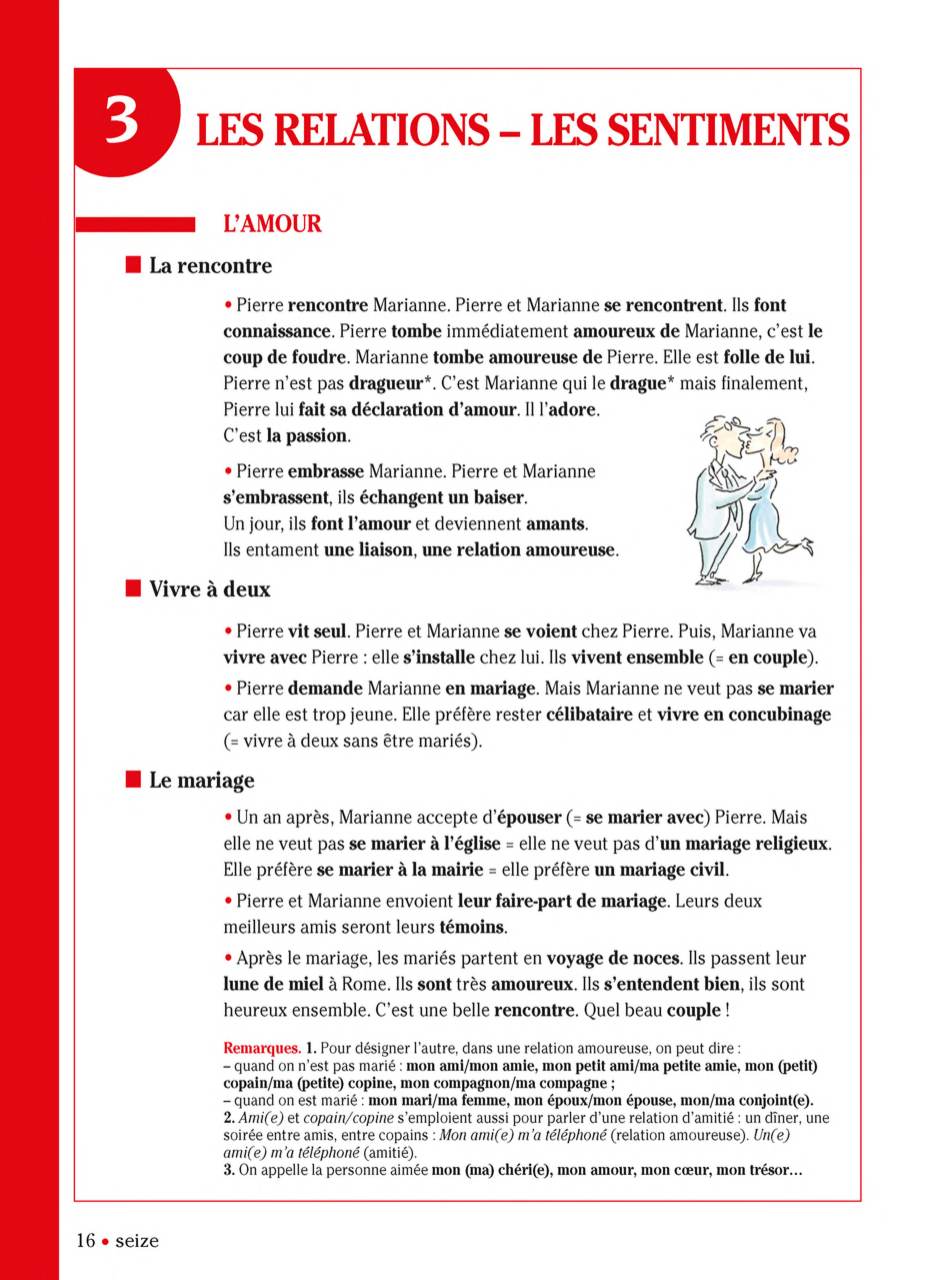 3
LES RELATIONS – LES SENTIMENTS
L'AMOUR
La rencontre
• Pierre rencontre Marianne. Pierre et Marianne se rencontrent. Ils font
connaissance. Pierre tombe immédiatement amoureux de Marianne, c'est le
coup de foudre. Marianne tombe amoureuse de Pierre. Elle est folle de lui.
Pierre n'est pas dragueur*. C'est Marianne qui le drague* mais finalement,
Pierre lui fait sa déclaration d'amour. Il l'adore.
C'est la passion.
• Pierre embrasse Marianne. Pierre et Marianne
s'embrassent, ils échangent un baiser.
Un jour, ils font l'amour et deviennent amants.
Ils entament une liaison, une relation amoureuse.
Vivre à deux
• Pierre vit seul. Pierre et Marianne se voient chez Pierre. Puis, Marianne va
vivre avec Pierre : elle s'installe chez lui. Ils vivent ensemble (= en couple).
• Pierre demande Marianne en mariage. Mais Marianne ne veut pas se marier
car elle est trop jeune. Elle préfère rester célibataire et vivre en concubinage
(= vivre à deux sans être mariés).
Le mariage
• Un an après, Marianne accepte d'épouser (= se marier avec) Pierre. Mais
elle ne veut pas se marier à l'église = elle ne veut pas d'un mariage religieux.
Elle préfère se marier à la mairie = elle préfère un mariage civil.
• Pierre et Marianne envoient leur faire-part de mariage. Leurs deux
meilleurs amis seront leurs témoins.
• Après le mariage, les mariés partent en voyage de noces. Ils passent leur
lune de miel à Rome. Ils sont très amoureux. Ils s'entendent bien, ils sont
heureux ensemble. C'est une belle rencontre. Quel beau couple !
Remarques. 1. Pour désigner l'autre, dans une relation amoureuse, on peut dire :
– quand on n'est pas marié : mon ami/mon amie, mon petit ami/ma petite amie, mon (petit)
copain/ma (petite) copine, mon compagnon/ma compagne ;
– quand on est marié : mon mari/ma femme, mon époux/mon épouse, mon/ma conjoint(e).
2. Ami(e) et copain/copine s'emploient aussi pour parler d'une relation d'amitié : un dîner, une
soirée entre amis, entre copains : Mon ami(e) m'a téléphoné (relation amoureuse). Un(e)
ami(e) m'a téléphoné (amitié).
3. On appelle la personne aimée mon (ma) chéri(e), mon amour, mon cœur, mon trésor…
16 • seize